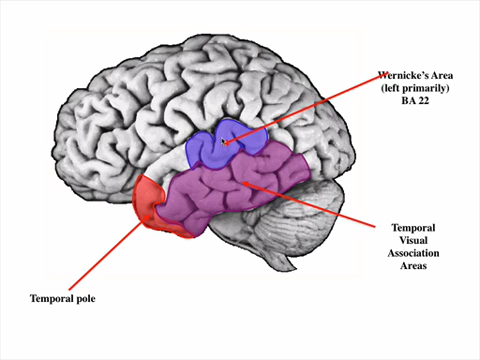 Wernicke's Area
(left primarily)
BA 22
Temporal
Visual
Association
Areas
Temporal pole